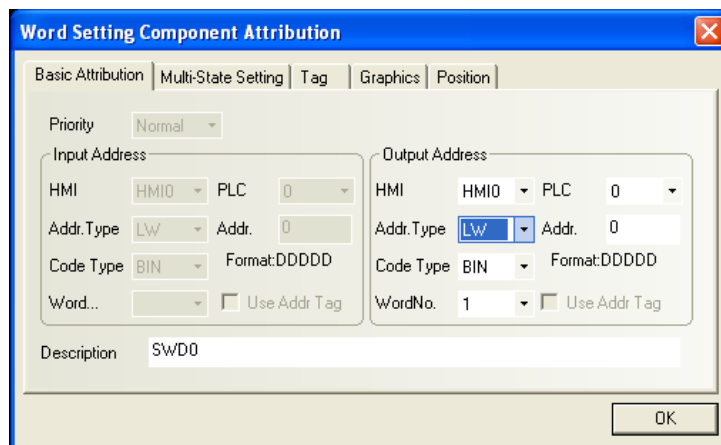 Word Setting Component Attribution
Basic Attribution Multi-State Setting Tag Graphics Position
Priority Normal
Input Address
HMI HMI0 PLC 0
Addr.Type LW Addr. 0
Code Type BIN Format:DDDDD
Word... Use Addr Tag
Output Address
HMI HMI0 PLC 0
Addr.Type LW Addr. 0
Code Type BIN Format:DDDDD
WordNo. 1 Use Addr Tag
Description SWD0
OK